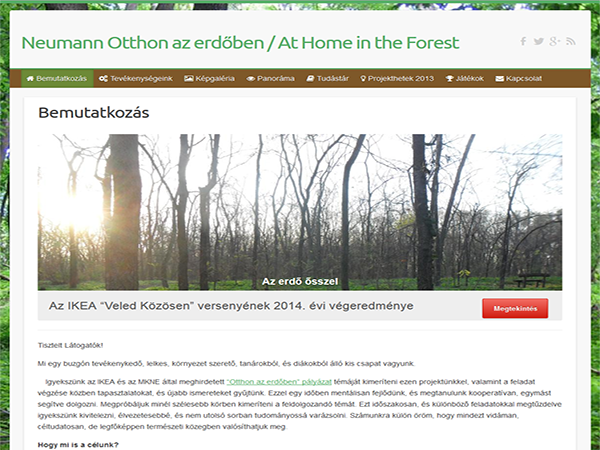 Neumann Otthon az erdőben / At Home in the Forest
Bemutatkozás Tevékenységeink Képgaléria Panoráma Tudástár Projekthetek 2013 Játékok Kapcsolat
Bemutatkozás
Az erdő ősszel
Az IKEA “Veled Közösen” versenyének 2014. évi végeredménye
Megtekintés
Tisztelt Látogatók!
Mi egy buzgón tevékenykedő, lelkes, környezet szerető, tanárokból, és diákokból álló kis csapat vagyunk.
Igyekszünk az IKEA és az MKNE által meghirdetett “Otthon az erdőben” pályázat témáját kimeríteni ezen projektünkkel, valamint a feladat
végzése közben tapasztalatokat, és újabb ismereteket gyűjtünk. Ezzel egy időben mentálisan fejlődünk, és megtanulunk kooperatívan, egymást
segítve dolgozni. Megpróbáljuk minél szélesebb körben kimeríteni a feldolgozandó témát. Ezt időszakosan, és különböző feladatokkal megtűzdelve
igyekszünk kivitelezni, élvezetesebbé, és nem utolsó sorban tudományossá varázsolni. Számunkra külön öröm, hogy mindezt vidáman,
céltudatosan, de legfőképpen természeti közegben valósíthatjuk meg.
Hogy mi is a célunk?